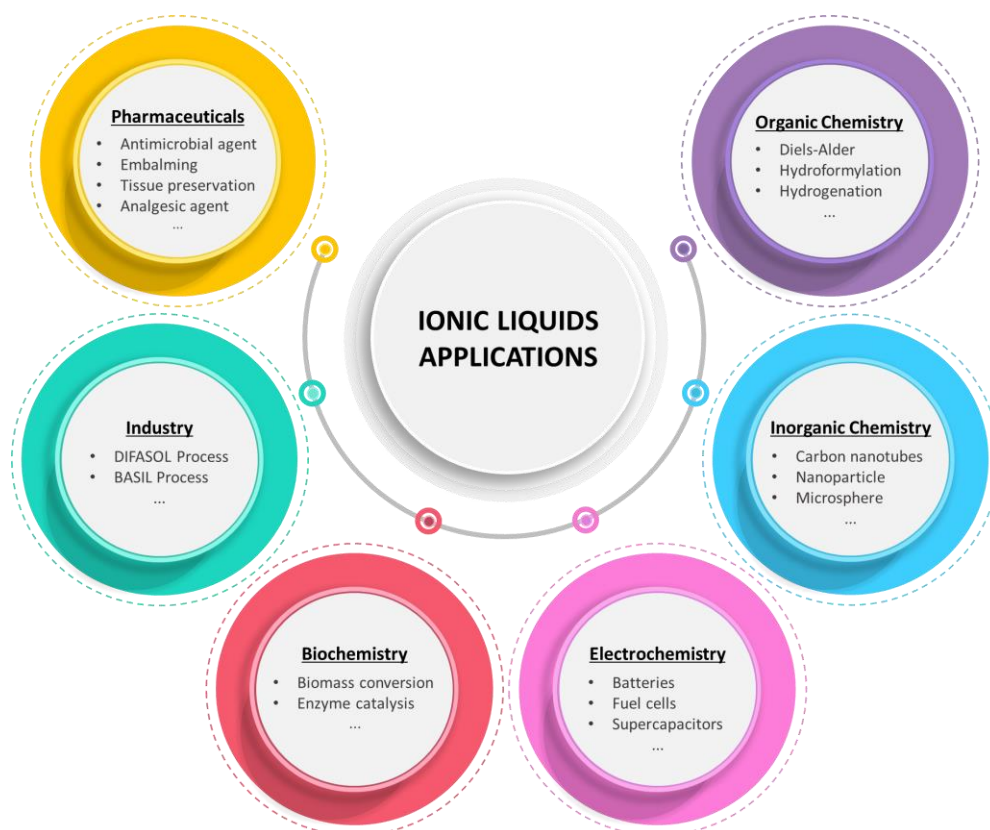 IONIC LIQUIDS
APPLICATIONS
Pharmaceuticals
• Antimicrobial agent
• Embalming
• Tissue preservation
• Analgesic agent
...
Organic Chemistry
• Diels-Alder
• Hydroformylation
• Hydrogenation
...
Industry
• DIFASOL Process
• BASIL Process
...
Inorganic Chemistry
• Carbon nanotubes
• Nanoparticle
• Microsphere
...
Biochemistry
• Biomass conversion
• Enzyme catalysis
...
Electrochemistry
• Batteries
• Fuel cells
• Supercapacitors
...